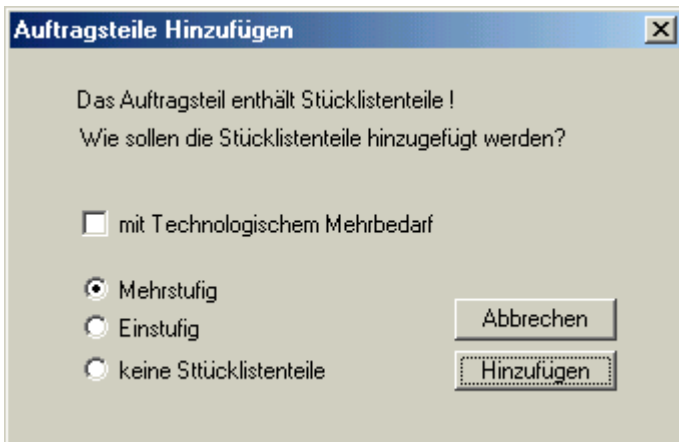 Auftragsteile Hinzufügen
Das Auftragsteil enthält Stücklistenteile !
Wie sollen die Stücklistenteile hinzugefügt werden?
mit Technologischem Mehrbedarf
Mehrstufig
Einstufig
keine Sttücklistenteile
Abbrechen
Hinzufügen